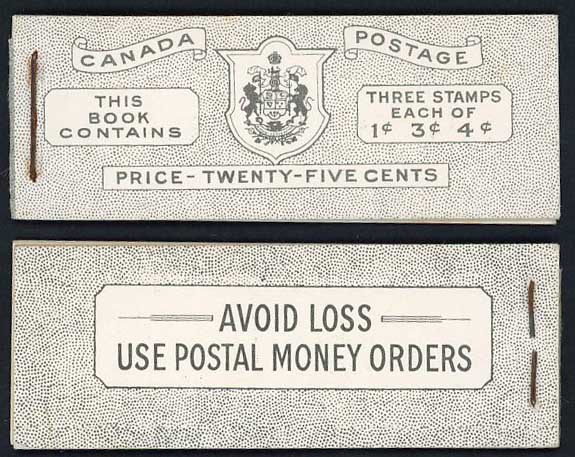 CANADA POSTAGE
THIS
BOOK
CONTAINS
THREE STAMPS
EACH OF
1¢ 3¢ 4¢
PRICE-TWENTY-FIVE CENTS
AVOID LOSS
USE POSTAL MONEY ORDERS